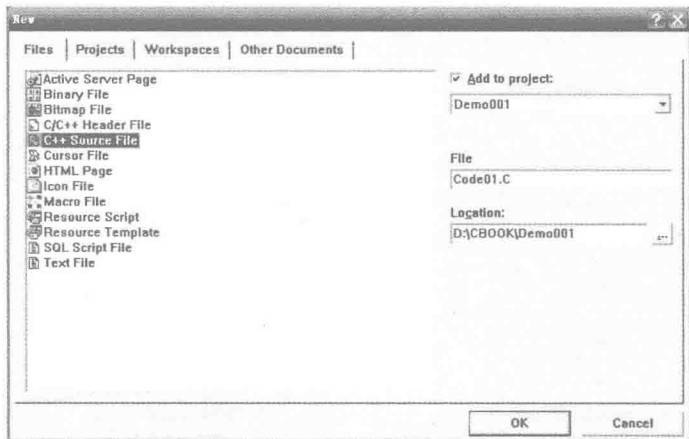 New
Files Projects Workspaces Other Documents
Active Server Page
Binary File
Bitmap File
C/C++ Header File
C++ Source File
Cursor File
HTML Page
Icon File
Macro File
Resource Script
Resource Template
SQL Script File
Text File
Add to project:
Demo001
File
Code01.C
Location:
D:\CBOOK\Demo001
...
OK Cancel